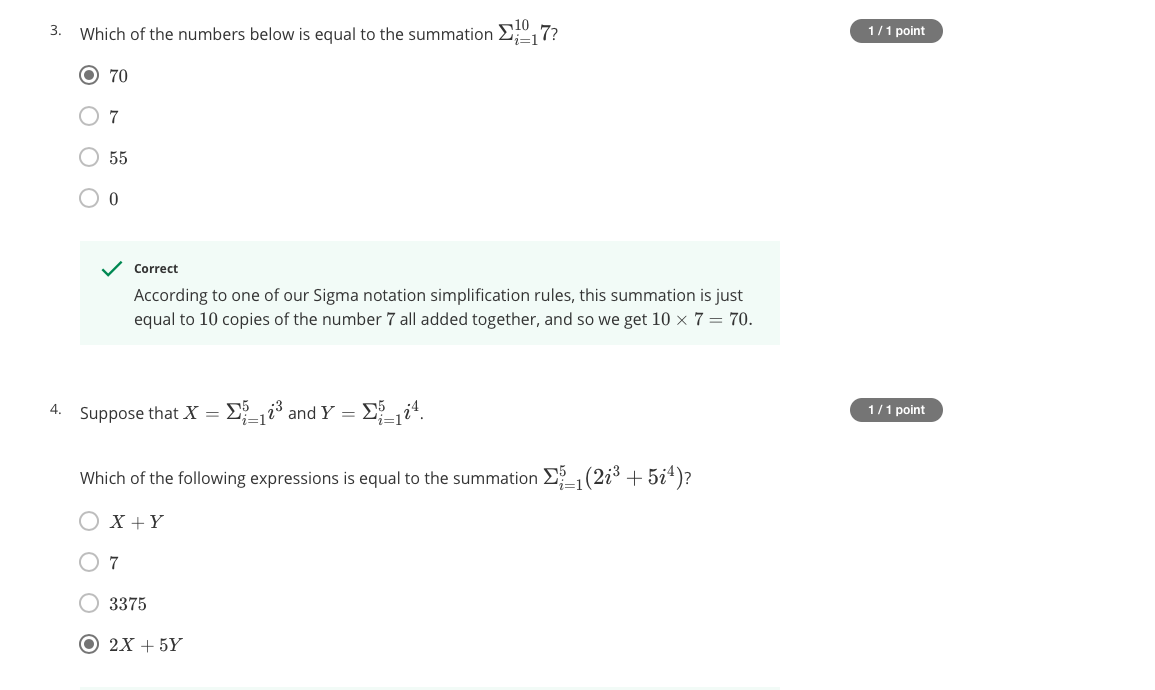 3. Which of the numbers below is equal to the summation $\Sigma_{i=1}^{10} 7$?
1 / 1 point
70
7
55
0
Correct
According to one of our Sigma notation simplification rules, this summation is just
equal to 10 copies of the number 7 all added together, and so we get 10 × 7 = 70.
4. Suppose that $X = \Sigma_{i=1}^{5} i^3$ and $Y = \Sigma_{i=1}^{5} i^4$.
1 / 1 point
Which of the following expressions is equal to the summation $\Sigma_{i=1}^{5} (2i^3 + 5i^4)$?
X + Y
7
3375
2X + 5Y